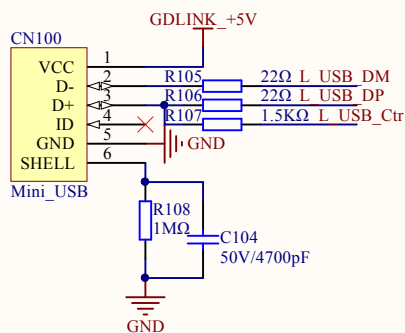 CN100
GDLINK_+5V
VCC 1
D- 2 R105 22Ω L_USB_DM
D+ 3 R106 22Ω L_USB_DP
ID 4 R107 1.5KΩ L_USB_Ctr
GND 5 GND
SHELL 6
Mini_USB
R108
1MΩ
C104
50V/4700pF
GND